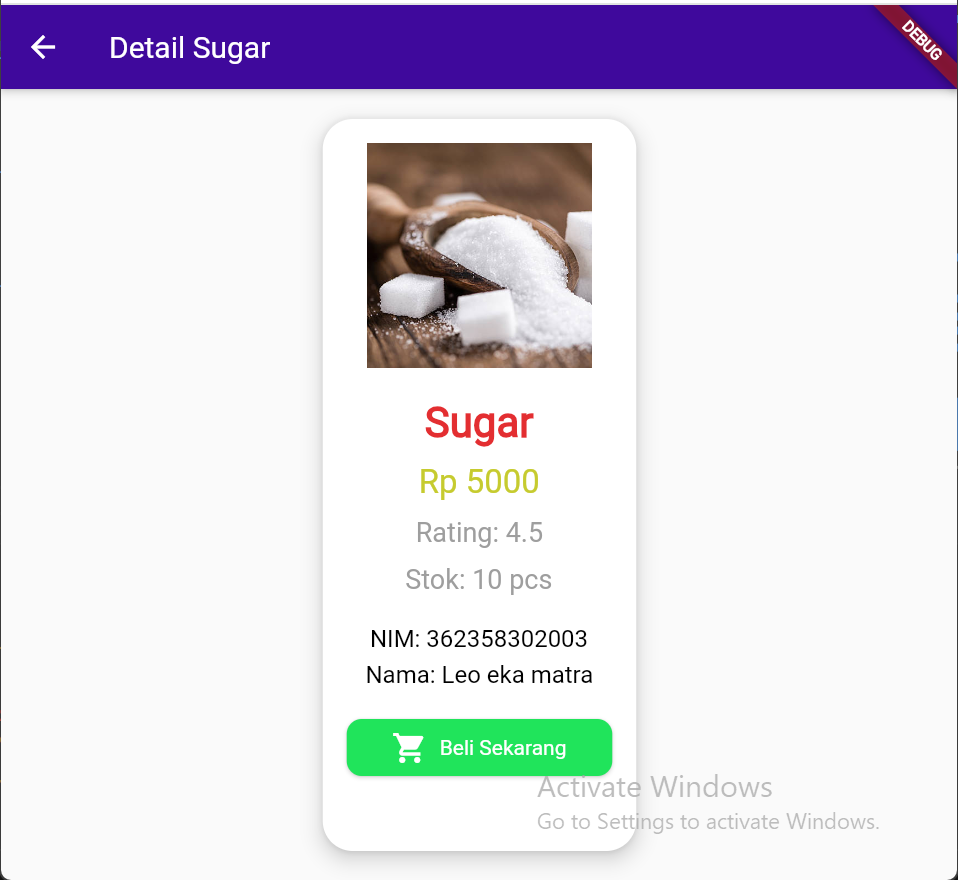 Detail Sugar
DEBUG
Sugar
Rp 5000
Rating: 4.5
Stok: 10 pcs
NIM: 362358302003
Nama: Leo eka matra
Beli Sekarang
Activate Windows
Go to Settings to activate Windows.